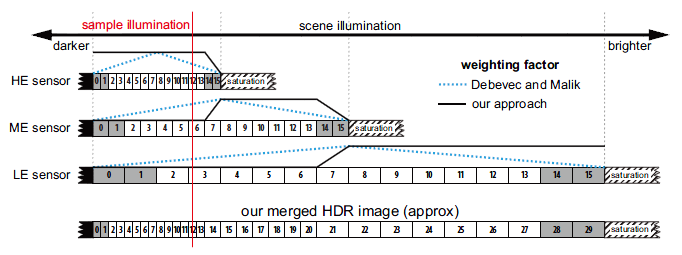 sample illumination
scene illumination
darker
brighter
HE sensor
0 1 2 3 4 5 6 7 8 9 10 11 12 13 14 15 saturation
weighting factor
Debevec and Malik
our approach
ME sensor
0 1 2 3 4 5 6 7 8 9 10 11 12 13 14 15 saturation
LE sensor
0 1 2 3 4 5 6 7 8 9 10 11 12 13 14 15 saturation
our merged HDR image (approx)
0 1 2 3 4 5 6 7 8 9 10 11 12 13 14 15 16 17 18 19 20 21 22 23 24 25 26 27 28 29 saturation